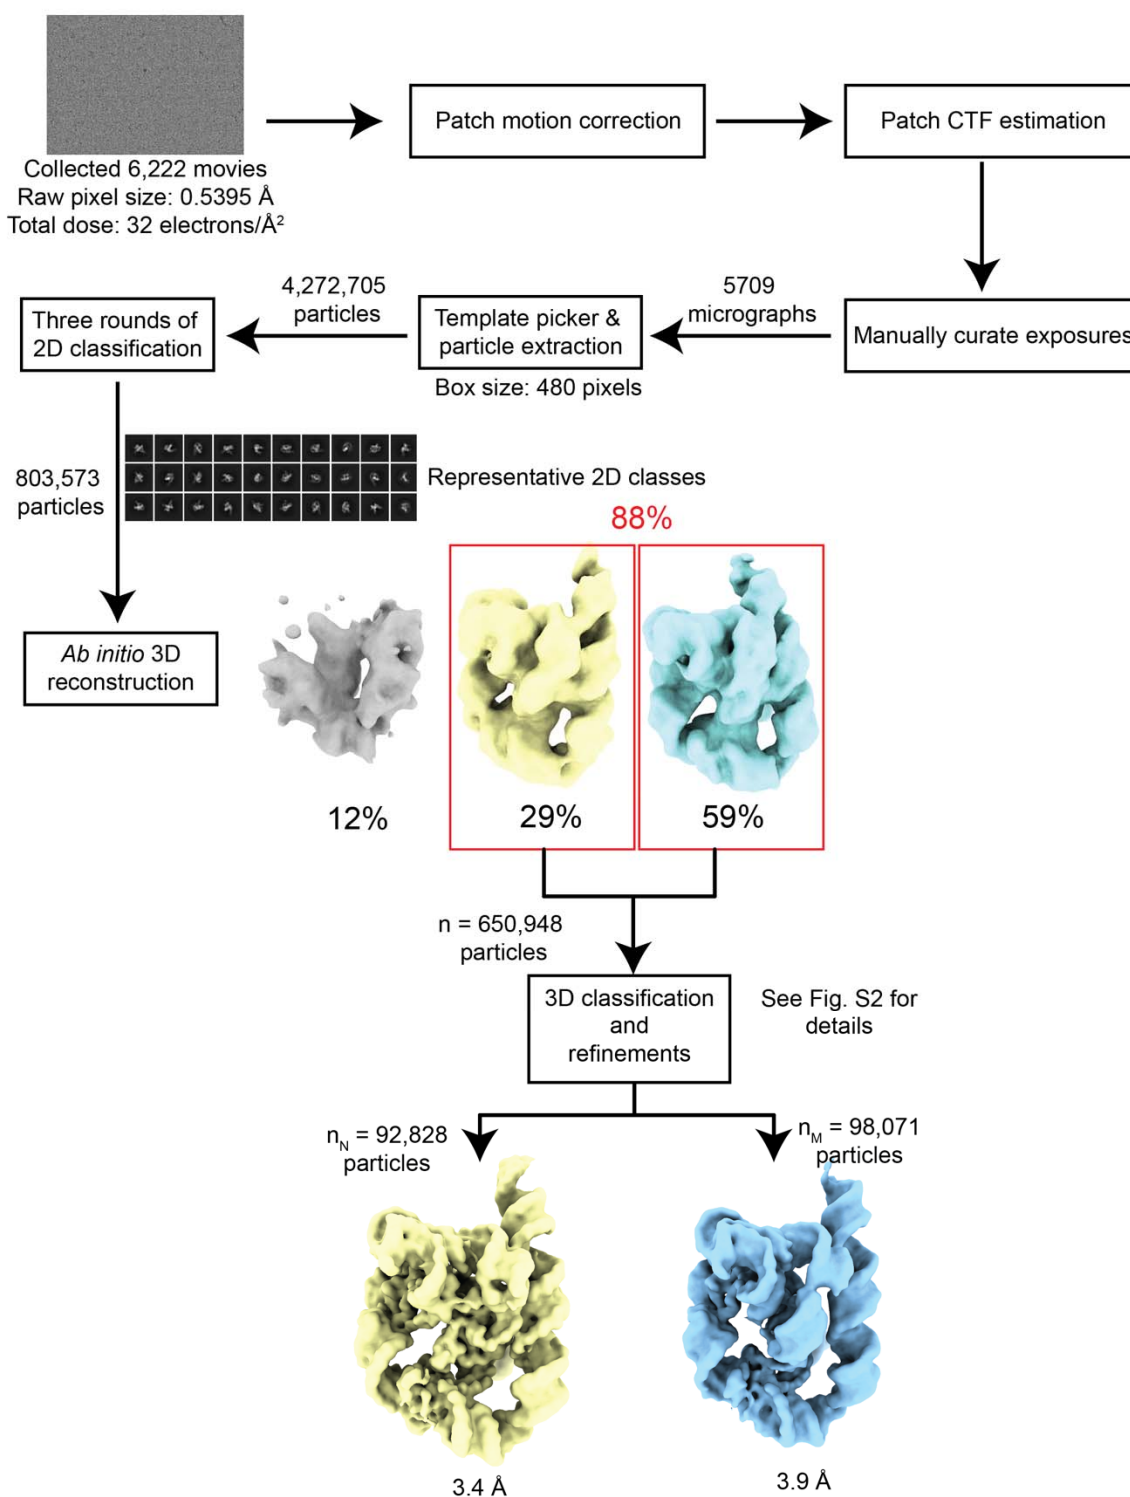 Collected 6,222 movies
Raw pixel size: 0.5395 Å
Total dose: 32 electrons/Å²
Patch motion correction
Patch CTF estimation
Manually curate exposures
5709
micrographs
Template picker &
particle extraction
Box size: 480 pixels
4,272,705
particles
Three rounds of
2D classification
803,573
particles
Representative 2D classes
Ab initio 3D
reconstruction
88%
12%
29%
59%
n = 650,948
particles
3D classification
and
refinements
See Fig. S2 for
details
nN = 92,828
particles
nM = 98,071
particles
3.4 Å
3.9 Å